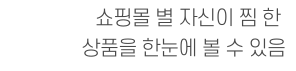 쇼핑몰 별 자신이 찜 한
상품을 한눈에 볼 수 있음